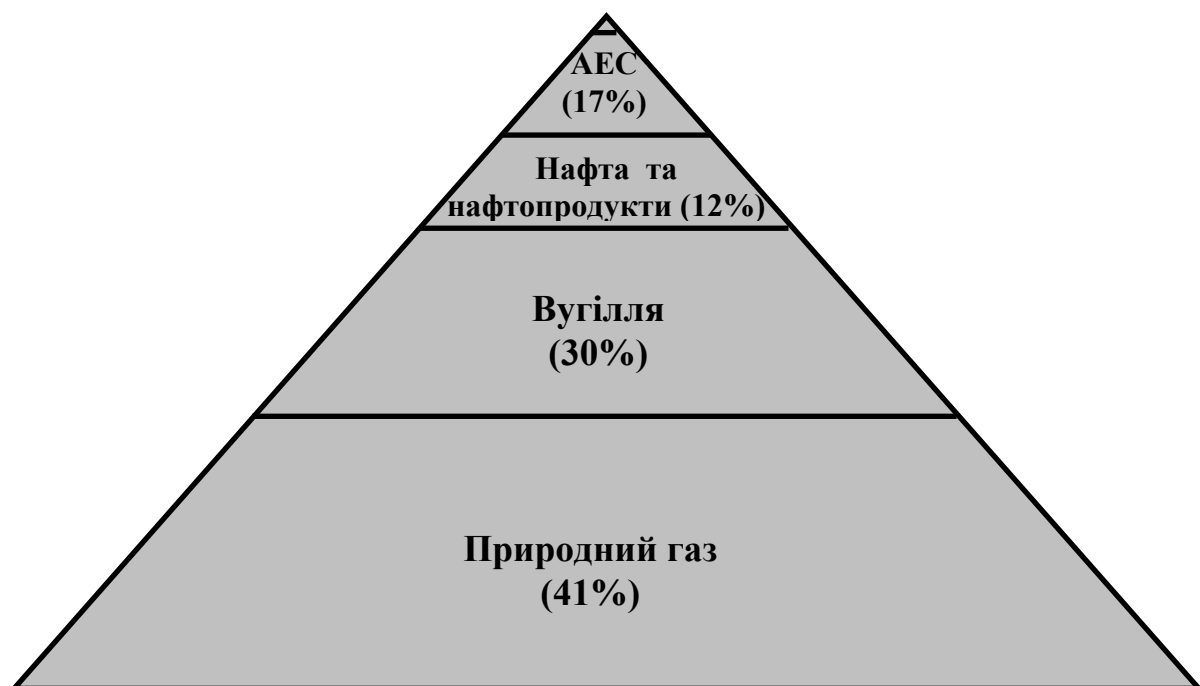 АЕС
(17%)
Нафта та
нафтопродукти (12%)
Вугілля
(30%)
Природний газ
(41%)